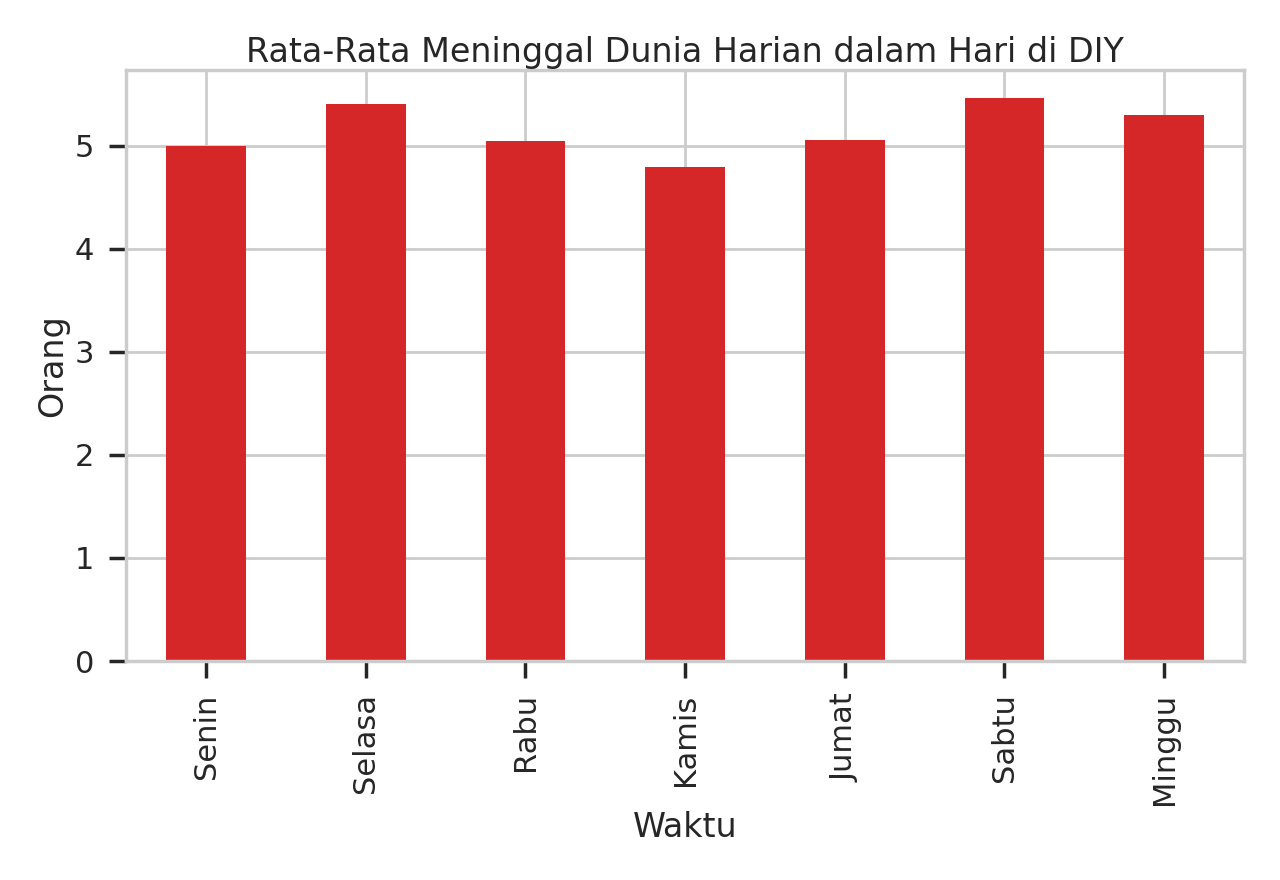 Rata-Rata Meninggal Dunia Harian dalam Hari di DIY
Orang
5
4
3
2
1
0
Senin
Selasa
Rabu
Kamis
Jumat
Sabtu
Minggu
Waktu